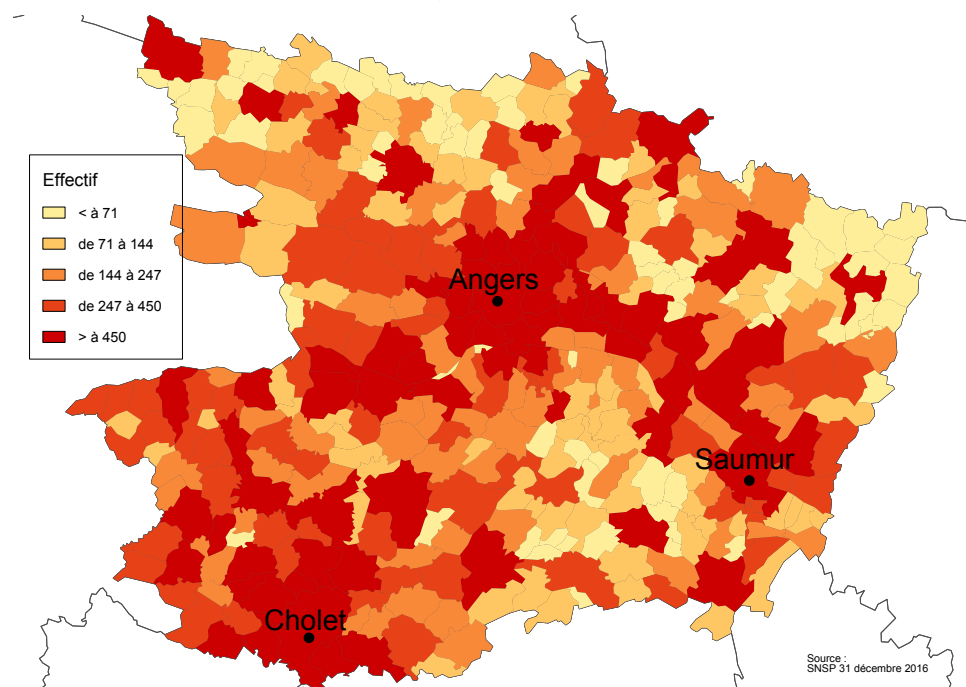 Effectif
< à 71
de 71 à 144
de 144 à 247
de 247 à 450
> à 450
Angers
Saumur
Cholet
Source :
SNSP 31 décembre 2016